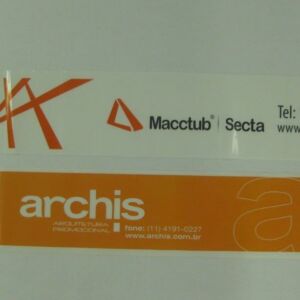 Macctub® | Secta
Tel:
www.
archis
ARQUITETURA
PROMOCIONAL
fone: (11) 4191-0227
www.archis.com.br